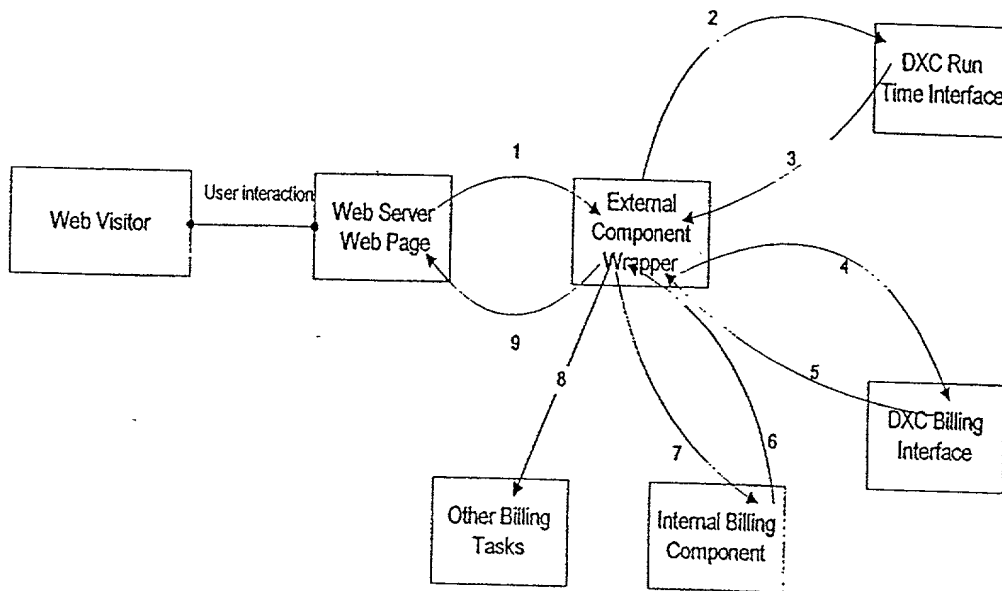 2
DXC Run
Time Interface
1
3
User interaction
Web Visitor
Web Server
Web Page
External
Component
Wrapper
4
9
8
5
7
6
DXC Billing
Interface
Other Billing
Tasks
Internal Billing
Component